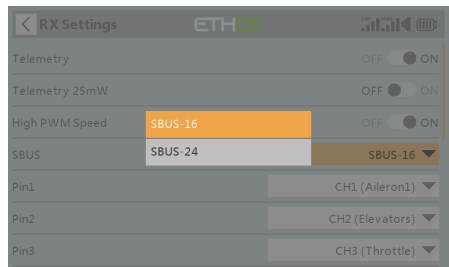 RX Settings ETHOS
Telemetry OFF ON
Telemetry 25mW OFF ON
High PWM Speed OFF ON
SBUS-16
SBUS-24
SBUS SBUS-16
Pin1 CH1 (Aileron1)
Pin2 CH2 (Elevators)
Pin3 CH3 (Throttle)